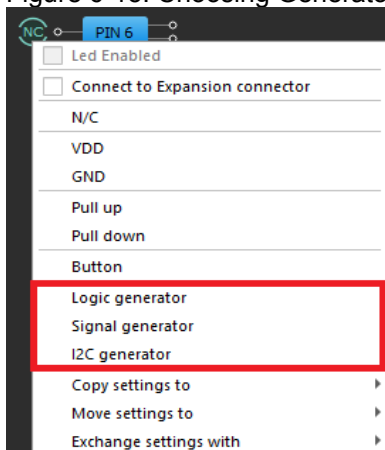 NC PIN 6
Led Enabled
Connect to Expansion connector
N/C
VDD
GND
Pull up
Pull down
Button
Logic generator
Signal generator
I2C generator
Copy settings to
Move settings to
Exchange settings with